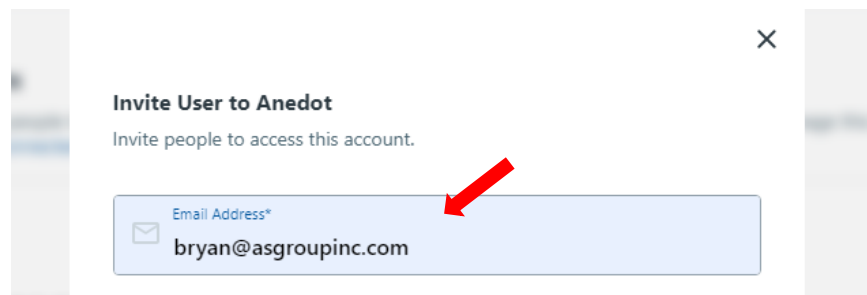 Invite User to Anedot
Invite people to access this account.
Email Address*
bryan@asgroupinc.com